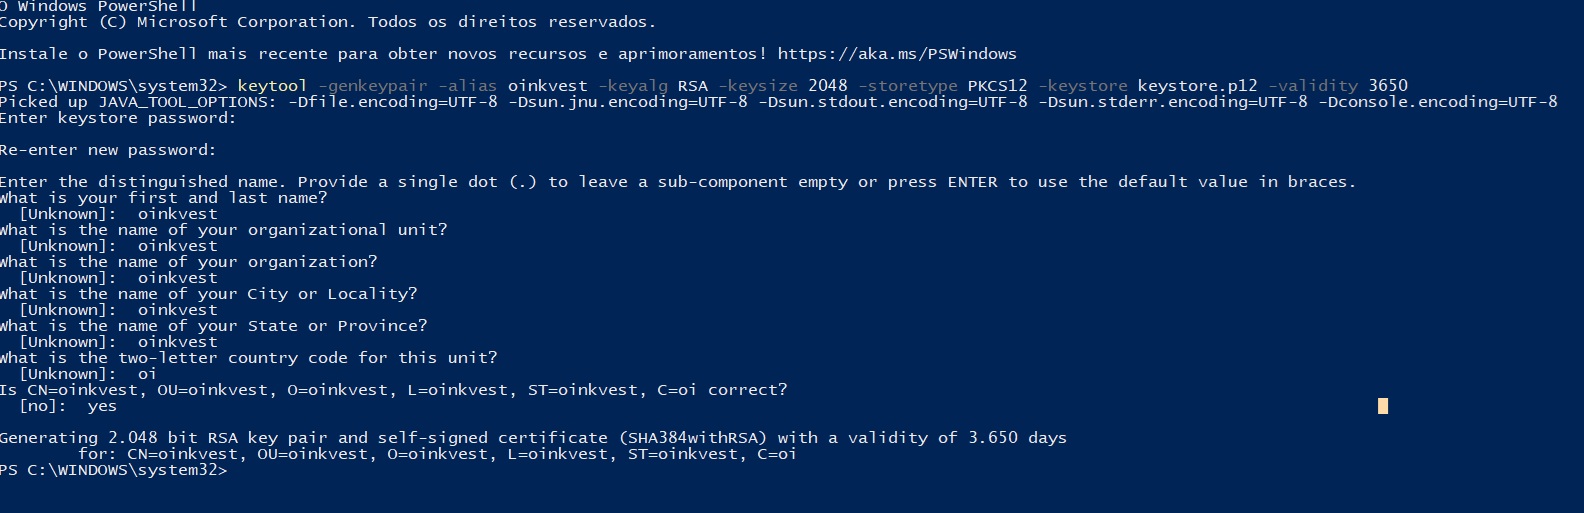 O Windows PowerShell
Copyright (C) Microsoft Corporation. Todos os direitos reservados.
Instale o PowerShell mais recente para obter novos recursos e aprimoramentos! https://aka.ms/PSWindows
PS C:\WINDOWS\system32> keytool -genkeypair -alias oinkvest -keyalg RSA -keysize 2048 -storetype PKCS12 -keystore keystore.p12 -validity 3650
Picked up JAVA_TOOL_OPTIONS: -Dfile.encoding=UTF-8 -Dsun.jnu.encoding=UTF-8 -Dsun.stdout.encoding=UTF-8 -Dsun.stderr.encoding=UTF-8 -Dconsole.encoding=UTF-8
Enter keystore password:
Re-enter new password:
Enter the distinguished name. Provide a single dot (.) to leave a sub-component empty or press ENTER to use the default value in braces.
What is your first and last name?
[Unknown]: oinkvest
What is the name of your organizational unit?
[Unknown]: oinkvest
What is the name of your organization?
[Unknown]: oinkvest
What is the name of your City or Locality?
[Unknown]: oinkvest
What is the name of your State or Province?
[Unknown]: oinkvest
What is the two-letter country code for this unit?
[Unknown]: oi
Is CN=oinkvest, OU=oinkvest, O=oinkvest, L=oinkvest, ST=oinkvest, C=oi correct?
[no]: yes
Generating 2.048 bit RSA key pair and self-signed certificate (SHA384withRSA) with a validity of 3.650 days
for: CN=oinkvest, OU=oinkvest, O=oinkvest, L=oinkvest, ST=oinkvest, C=oi
PS C:\WINDOWS\system32>